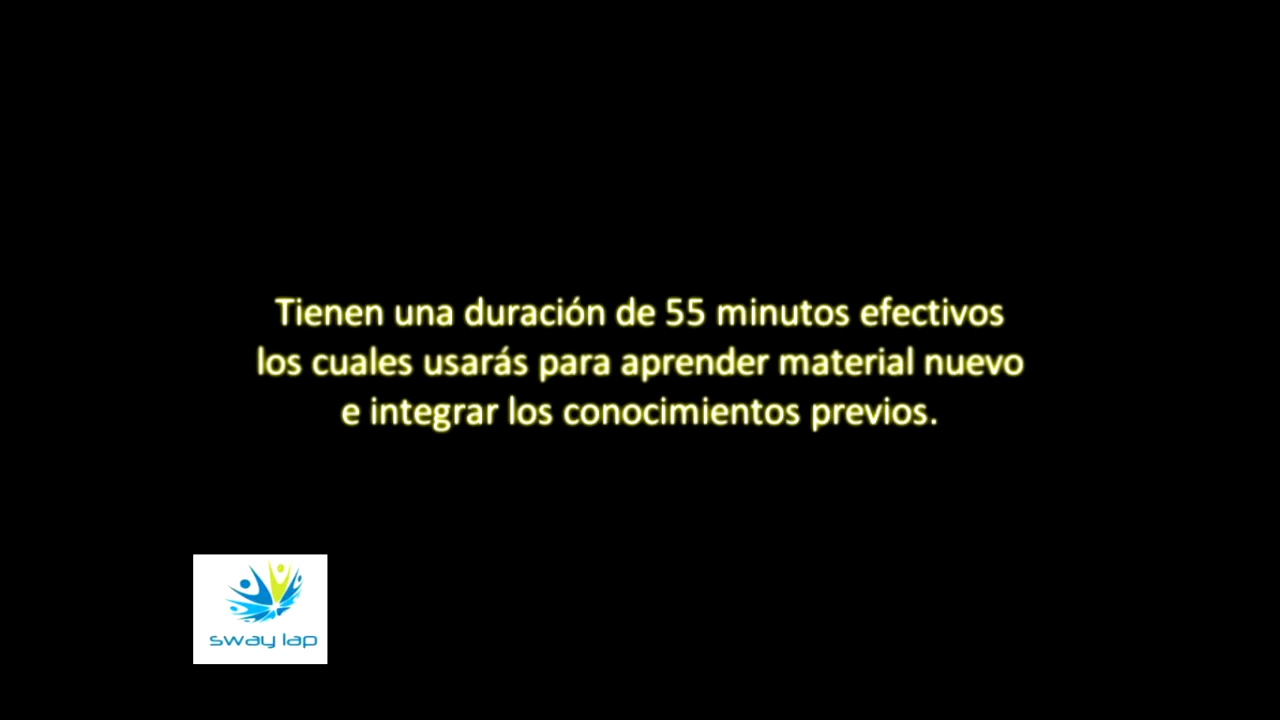 Tienen una duración de 55 minutos efectivos
los cuales usarás para aprender material nuevo
e integrar los conocimientos previos.
sway lap